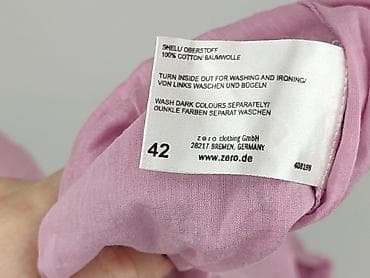 SHELL/ OBERSTOFF
100% COTTON/ BAUMWOLLE
TURN INSIDE OUT FOR WASHING AND IRONING/
VON LINKS WASCHEN UND BÜGELN
WASH DARK COLOURS SEPARATELY/
DUNKLE FARBEN SEPARAT WASCHEN
zero clothing GmbH
28217 BREMEN, GERMANY
42 www.zero.de 408198